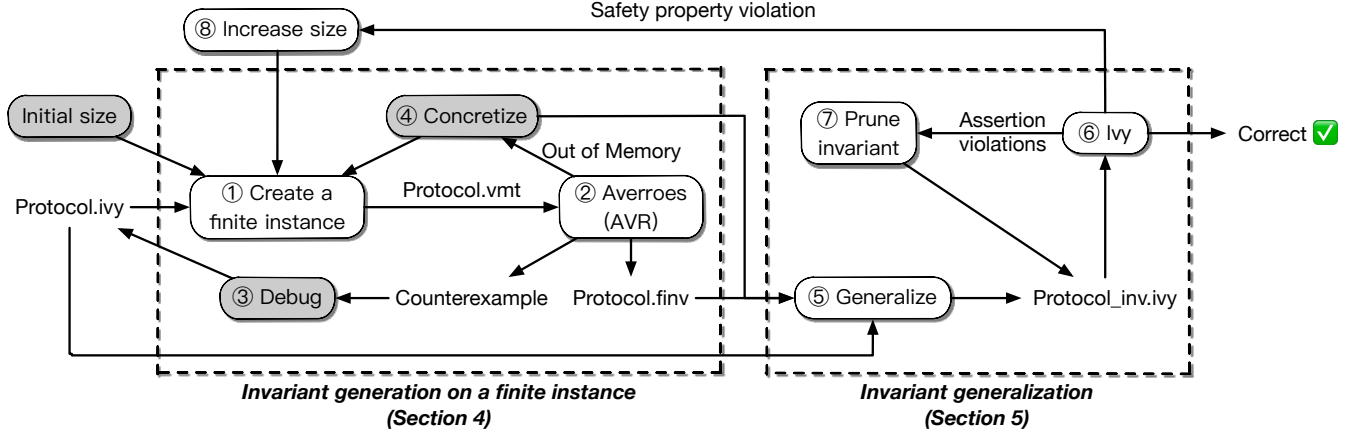 Safety property violation
⑧ Increase size
Initial size
④ Concretize
⑦ Prune
invariant
Assertion
violations
⑥ Ivy
Correct ✅
Out of Memory
Protocol.ivy
① Create a
finite instance
Protocol.vmt
② Averroes
(AVR)
③ Debug
Counterexample
Protocol.finv
⑤ Generalize
Protocol_inv.ivy
Invariant generation on a finite instance
(Section 4)
Invariant generalization
(Section 5)